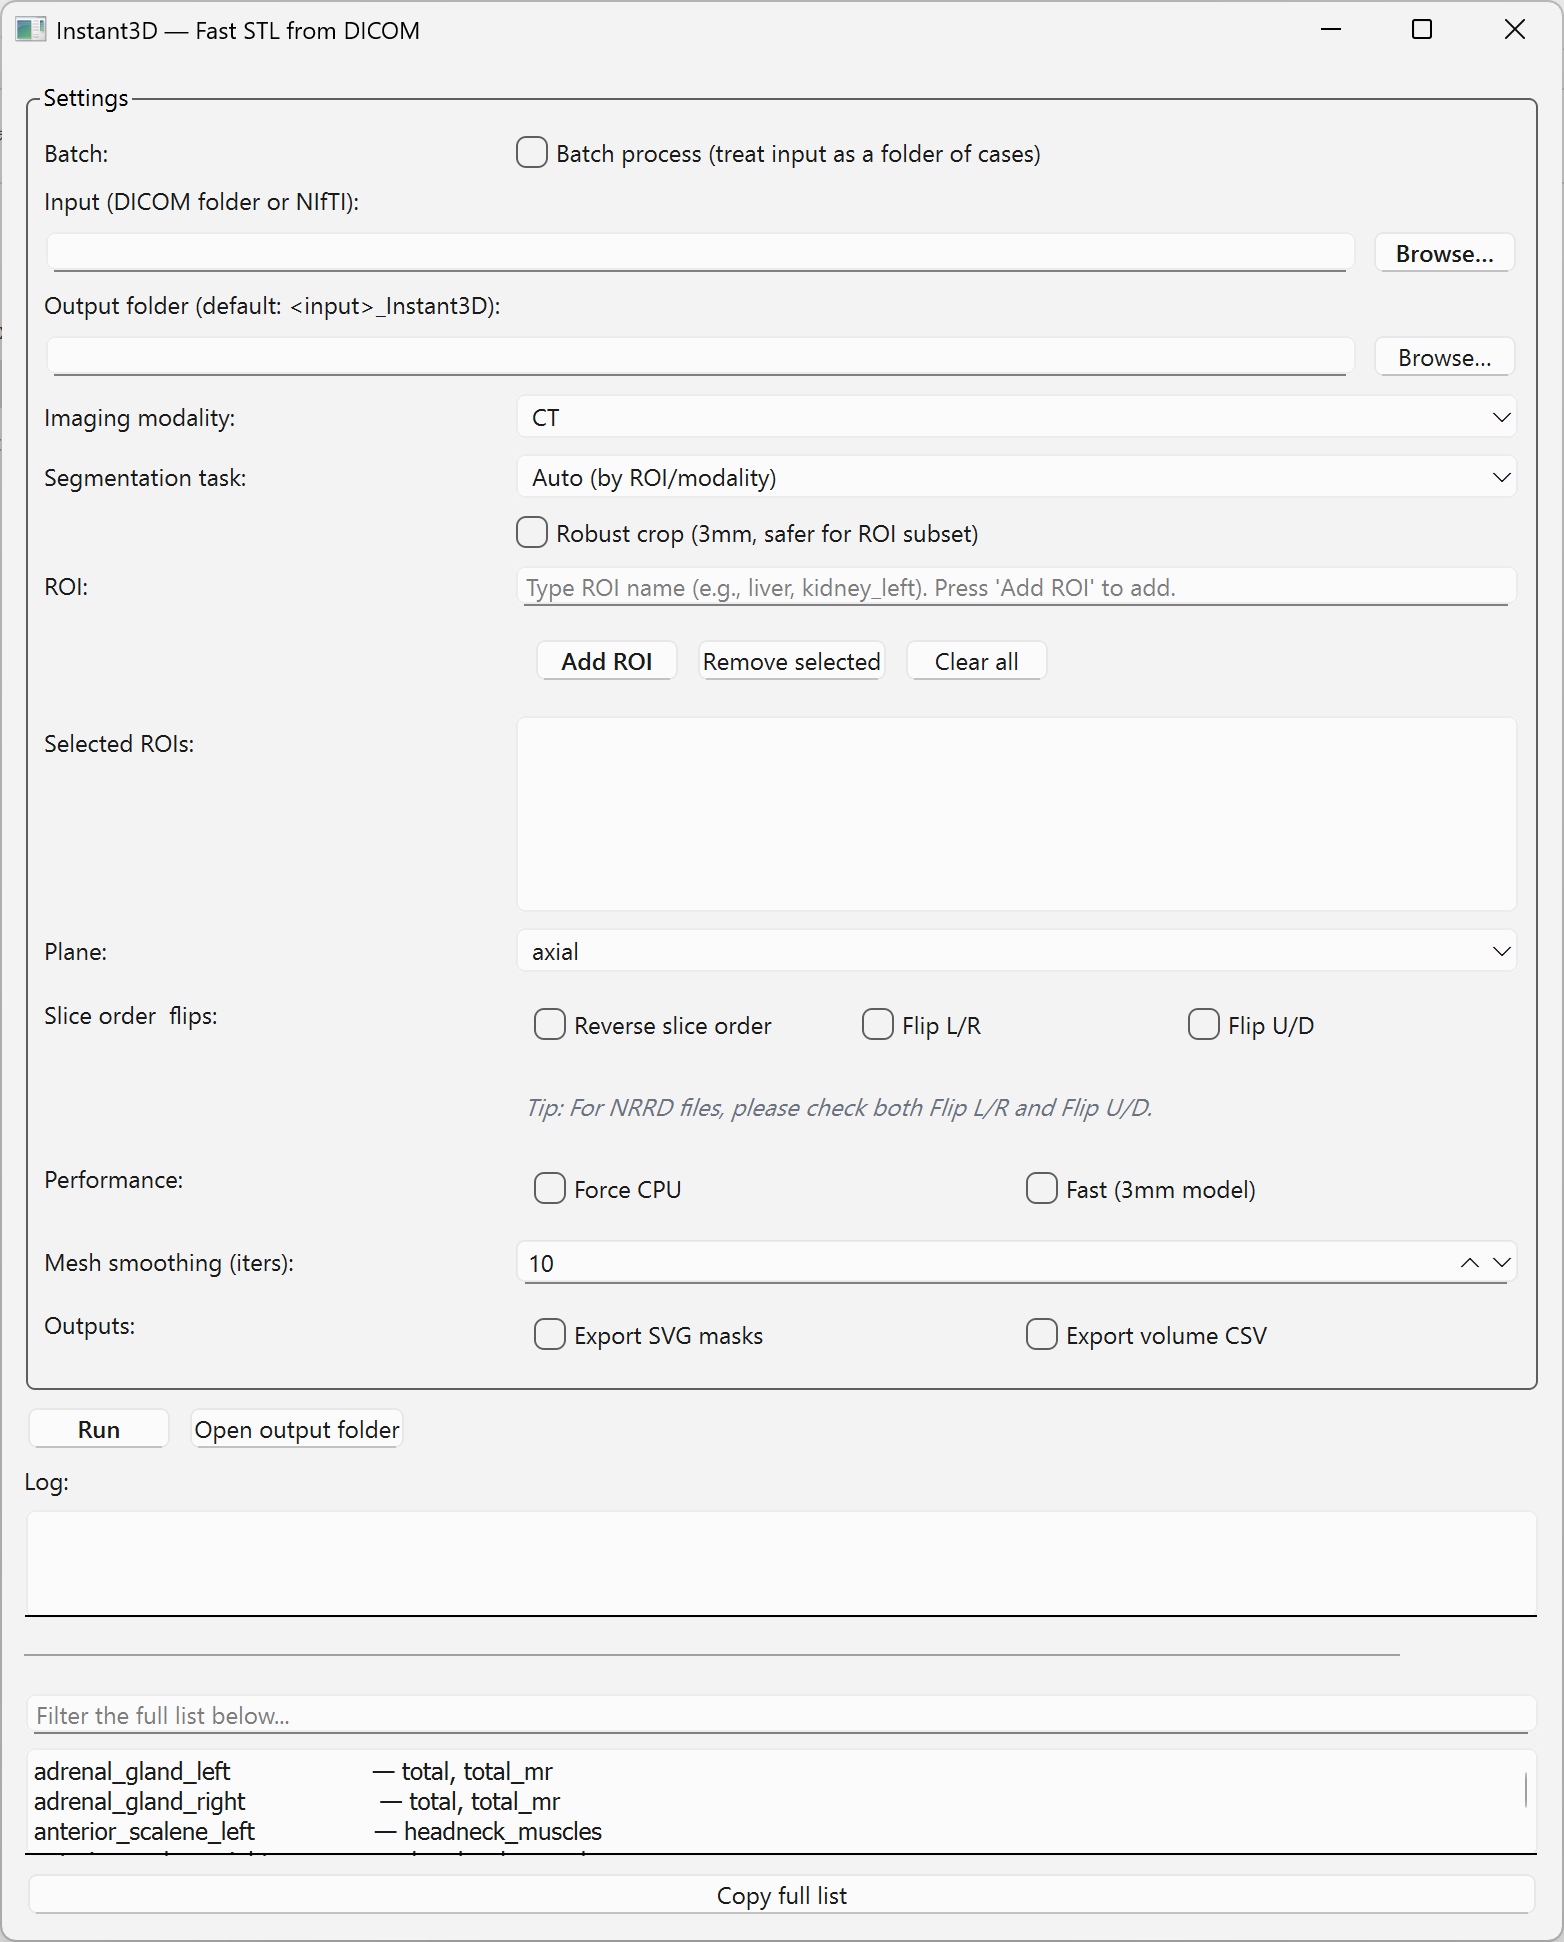 Instant3D — Fast STL from DICOM
Settings
Batch:
Batch process (treat input as a folder of cases)
Input (DICOM folder or NIfTI):
Browse...
Output folder (default: <input>_Instant3D):
Browse...
Imaging modality:
CT
Segmentation task:
Auto (by ROI/modality)
Robust crop (3mm, safer for ROI subset)
ROI:
Type ROI name (e.g., liver, kidney_left). Press 'Add ROI' to add.
Add ROI
Remove selected
Clear all
Selected ROIs:
Plane:
axial
Slice order  flips:
Reverse slice order
Flip L/R
Flip U/D
Tip: For NRRD files, please check both Flip L/R and Flip U/D.
Performance:
Force CPU
Fast (3mm model)
Mesh smoothing (iters):
10
Outputs:
Export SVG masks
Export volume CSV
Run
Open output folder
Log:
Filter the full list below...
adrenal_gland_left — total, total_mr
adrenal_gland_right — total, total_mr
anterior_scalene_left — headneck_muscles
Copy full list